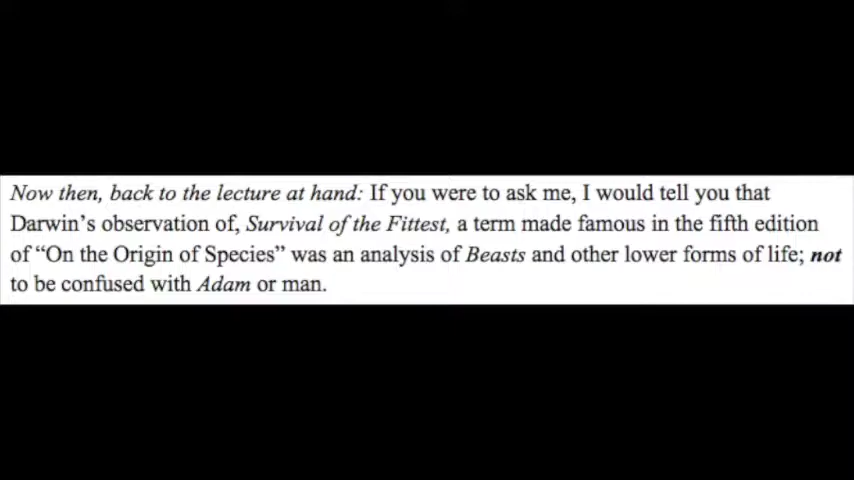 Now then, back to the lecture at hand: If you were to ask me, I would tell you that
Darwin’s observation of, Survival of the Fittest, a term made famous in the fifth edition
of “On the Origin of Species” was an analysis of Beasts and other lower forms of life; not
to be confused with Adam or man.